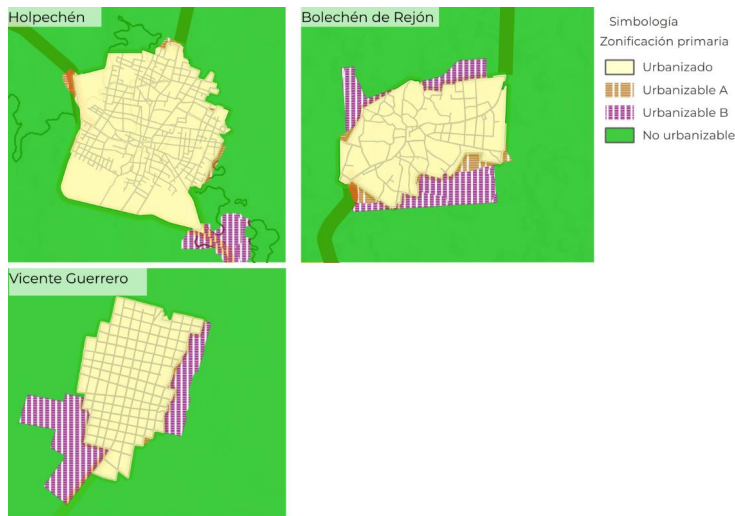 Holpechén
Bolechén de Rejón
Simbología
Zonificación primaria
Urbanizado
Urbanizable A
Urbanizable B
No urbanizable
Vicente Guerrero